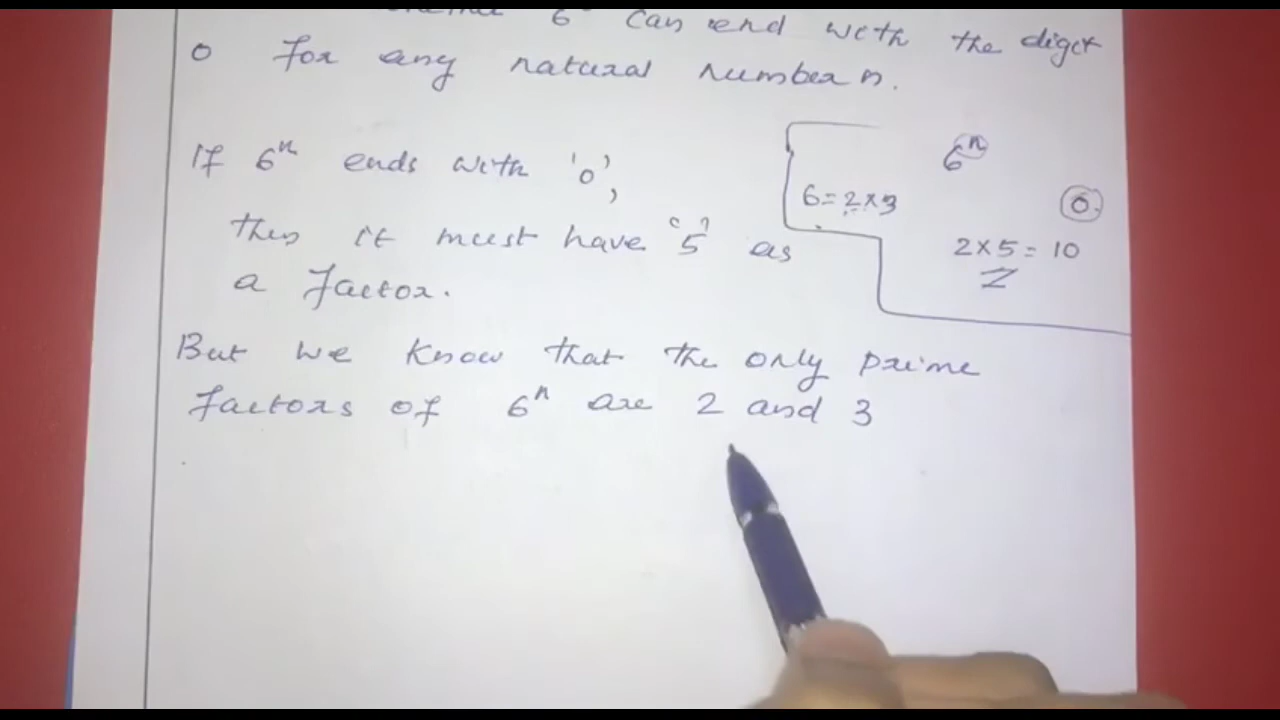 6 can end with the digit
0 for any natural number n.
If 6ⁿ ends with '0',
then it must have '5' as
a factor.
6ⁿ
6 = 2 × 3
0.
2 × 5 = 10
But we know that the only prime
factors of 6ⁿ are 2 and 3